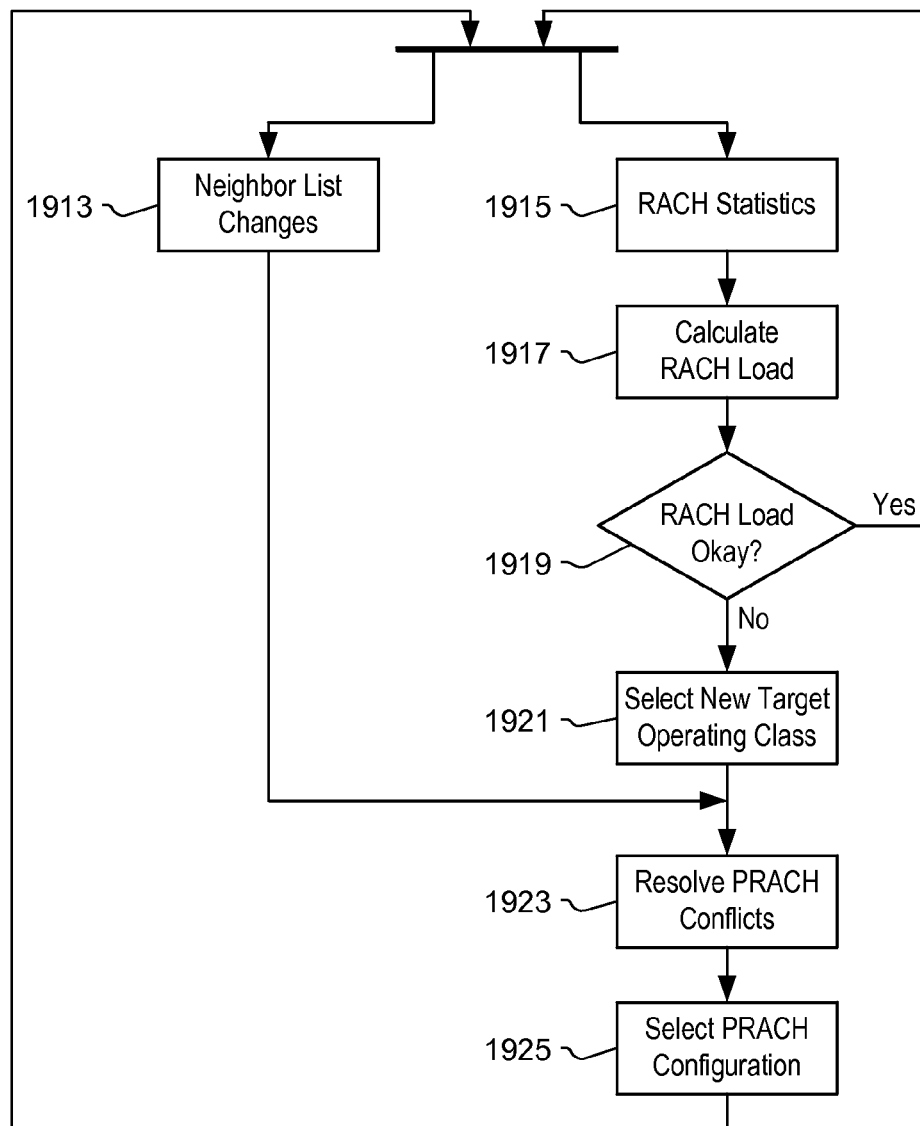 1913
Neighbor List
Changes
1915
RACH Statistics
1917
Calculate
RACH Load
1919
RACH Load
Okay?
Yes
No
1921
Select New Target
Operating Class
1923
Resolve PRACH
Conflicts
1925
Select PRACH
Configuration